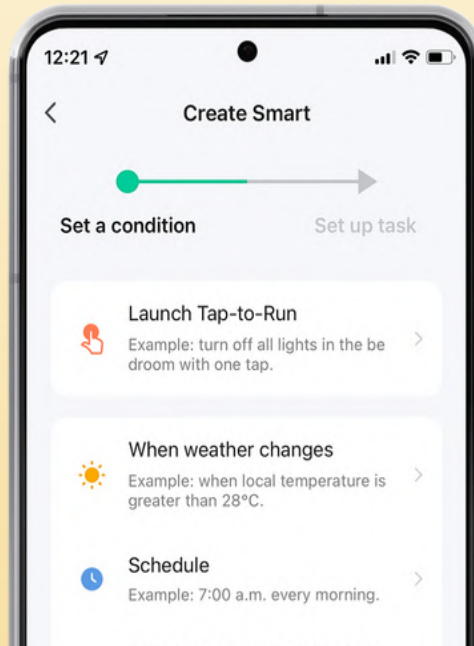 12:21
Create Smart
Set a condition
Set up task
Launch Tap-to-Run
Example: turn off all lights in the be
droom with one tap.
When weather changes
Example: when local temperature is
greater than 28°C.
Schedule
Example: 7:00 a.m. every morning.